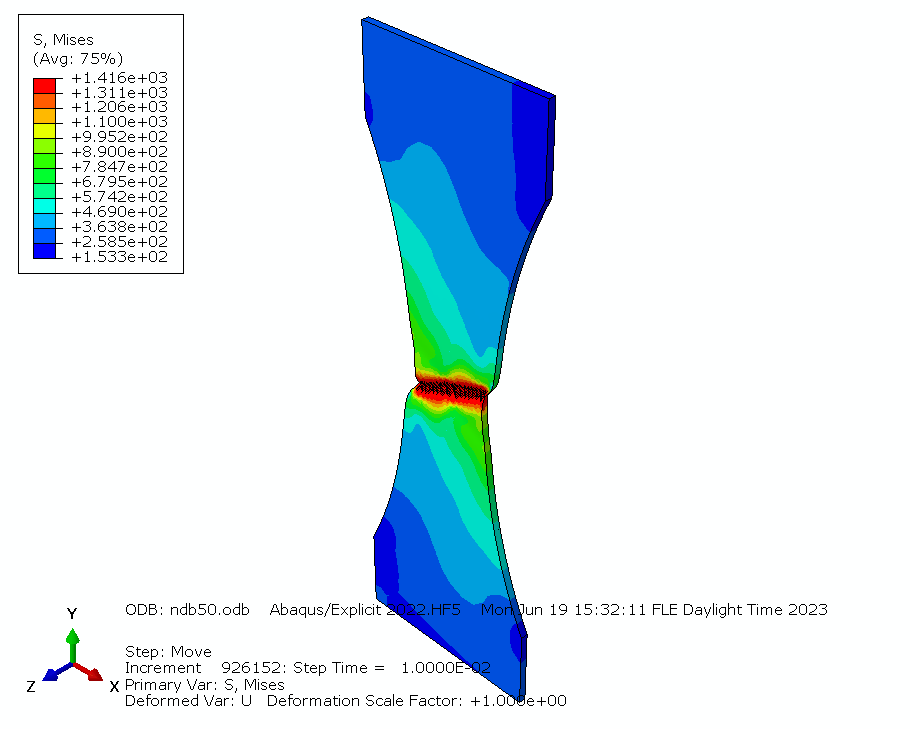 S, Mises
(Avg: 75%)
+1.416e+03
+1.311e+03
+1.206e+03
+1.100e+03
+9.952e+02
+8.900e+02
+7.847e+02
+6.795e+02
+5.742e+02
+4.690e+02
+3.638e+02
+2.585e+02
+1.533e+02
ODB: ndb50.odb Abaqus/Explicit 2022.HF5 Mon Jun 19 15:32:11 FLE Daylight Time 2023
Y
Z
X
Step: Move
Increment 926152: Step Time = 1.0000E-02
Primary Var: S, Mises
Deformed Var: U Deformation Scale Factor: +1.000e+00